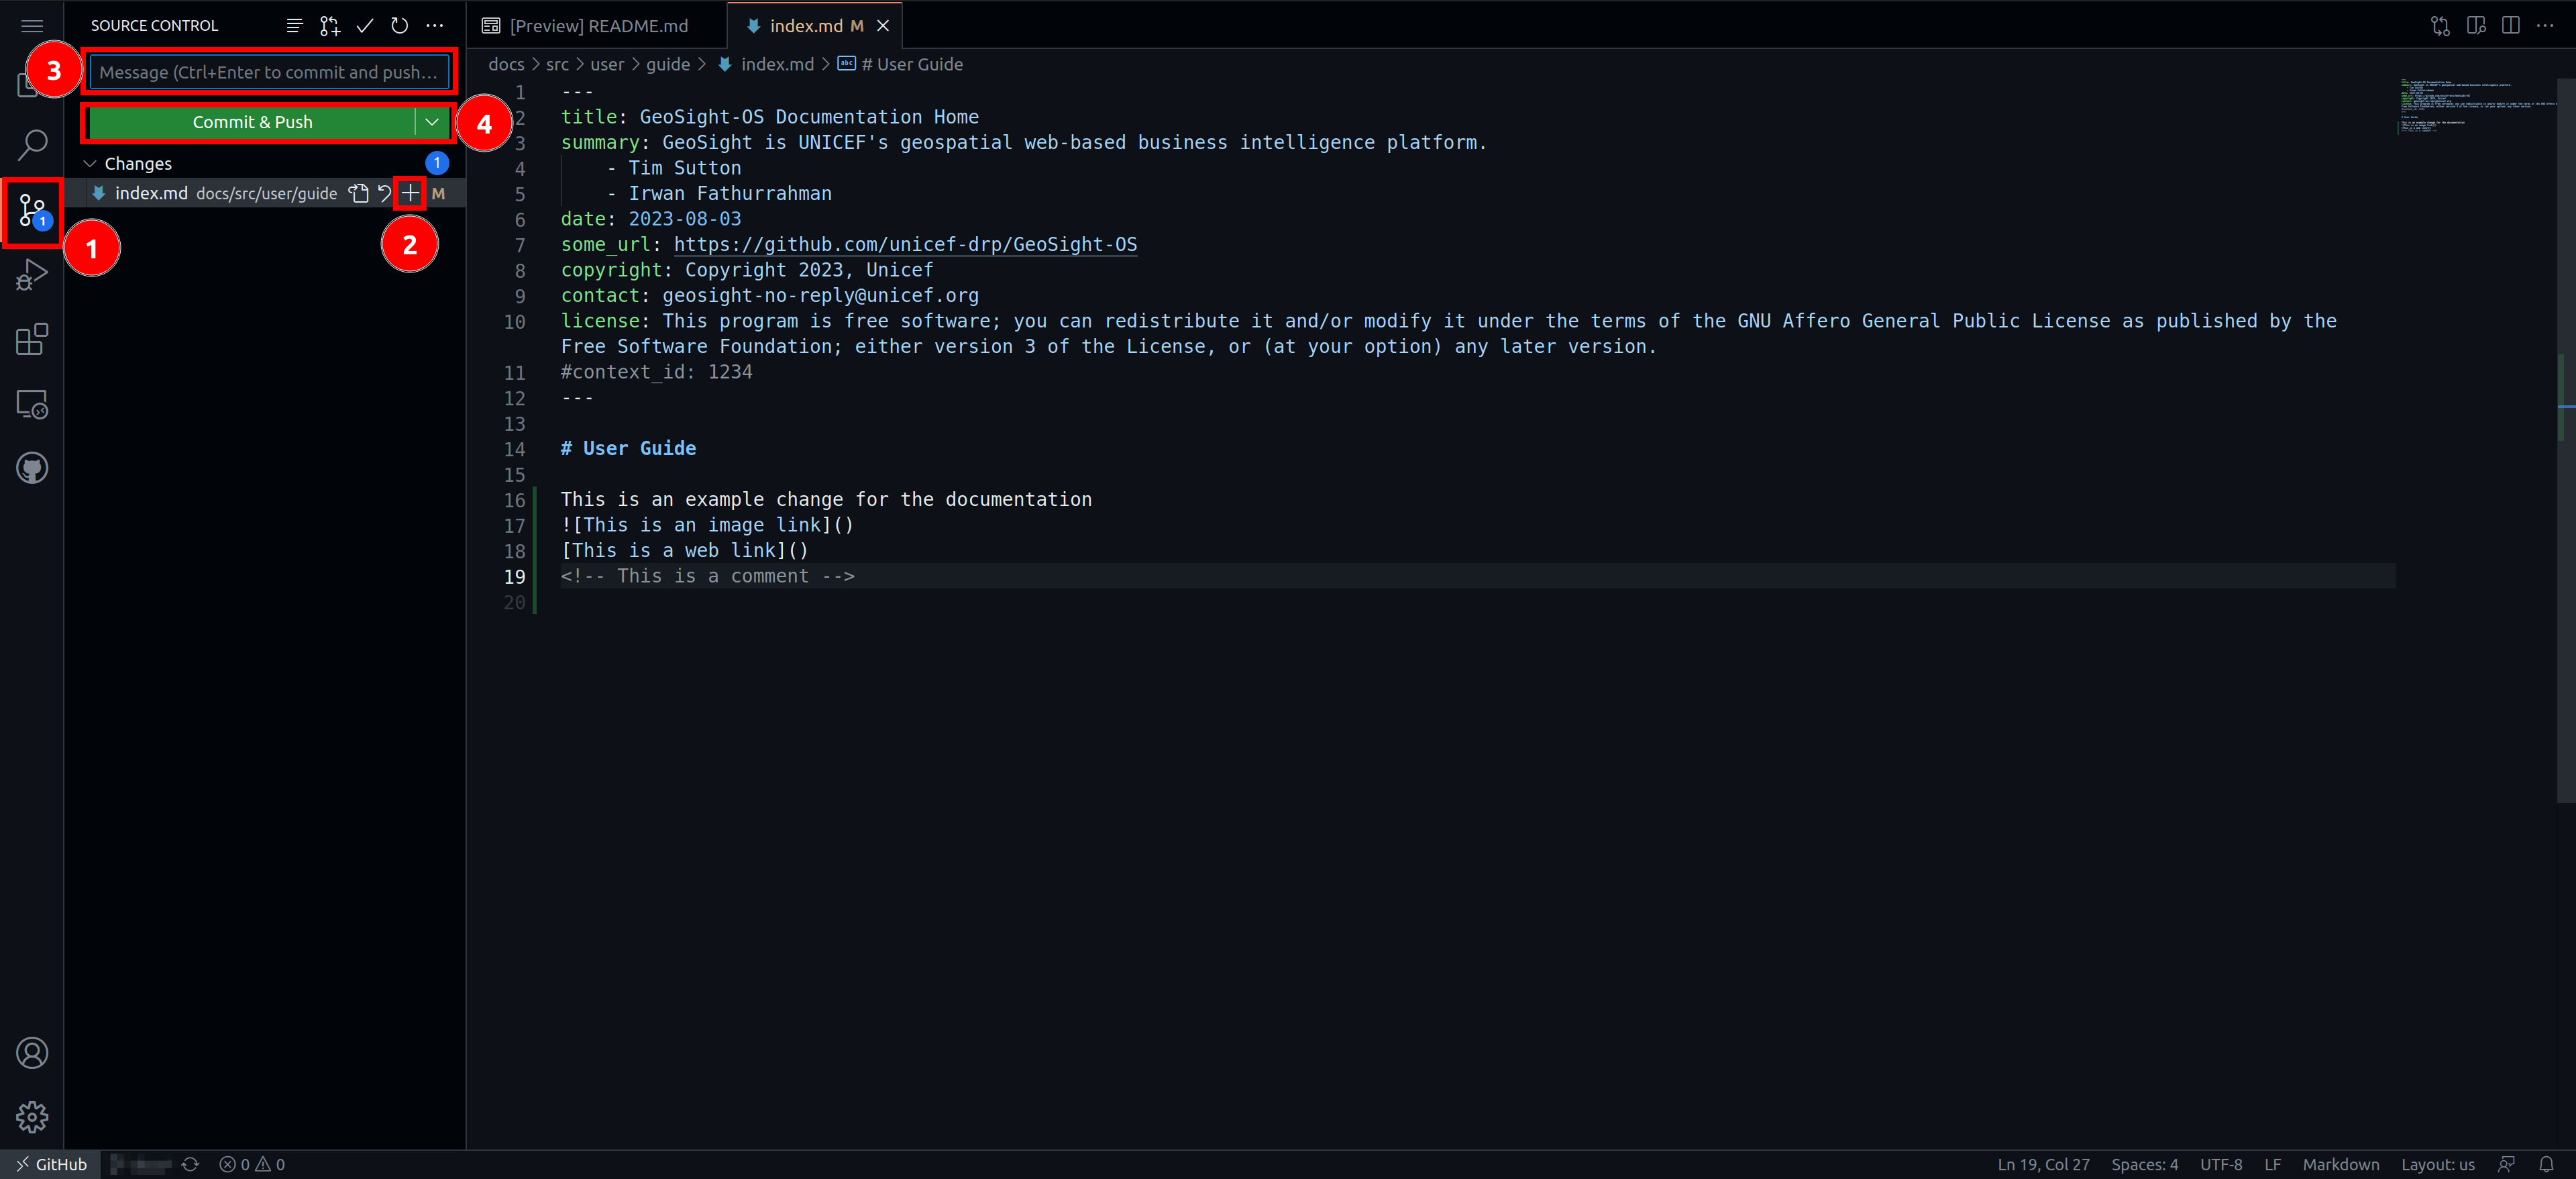 SOURCE CONTROL
[Preview] README.md
index.md M
3
Message (Ctrl+Enter to commit and push...
Commit & Push
4
Changes
1
index.md docs/src/user/guide M
1
1
2
docs > src > user > guide > index.md > # User Guide
1 ---
2 title: GeoSight-OS Documentation Home
3 summary: GeoSight is UNICEF's geospatial web-based business intelligence platform.
4 - Tim Sutton
5 - Irwan Fathurrahman
6 date: 2023-08-03
7 some_url: https://github.com/unicef-drp/GeoSight-OS
8 copyright: Copyright 2023, Unicef
9 contact: geosight-no-reply@unicef.org
10 license: This program is free software; you can redistribute it and/or modify it under the terms of the GNU Affero General Public License as published by the
Free Software Foundation; either version 3 of the License, or (at your option) any later version.
11 #context_id: 1234
12 ---
13
14 # User Guide
15
16 This is an example change for the documentation
17 ![This is an image link]()
18 [This is a web link]()
19 <!-- This is a comment -->
20
GitHub
0 0
Ln 19, Col 27 Spaces: 4 UTF-8 LF Markdown Layout: us